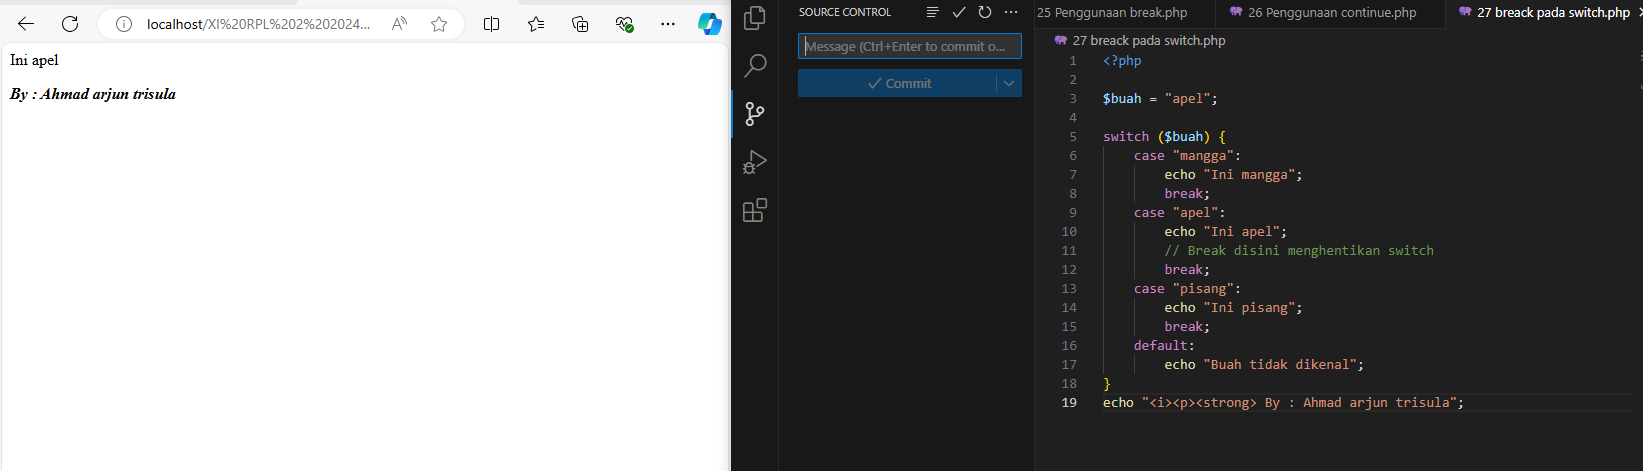 localhost/XI%20RPL%202%202024...
Ini apel
By : Ahmad arjun trisula
SOURCE CONTROL
Message (Ctrl+Enter to commit o...
Commit
25 Penggunaan break.php
26 Penggunaan continue.php
27 breack pada switch.php
27 breack pada switch.php
1 <?php
2
3 $buah = "apel";
4
5 switch ($buah) {
6 case "mangga":
7 echo "Ini mangga";
8 break;
9 case "apel":
10 echo "Ini apel";
11 // Break disini menghentikan switch
12 break;
13 case "pisang":
14 echo "Ini pisang";
15 break;
16 default:
17 echo "Buah tidak dikenal";
18 }
19 echo "<i><p><strong> By : Ahmad arjun trisula";